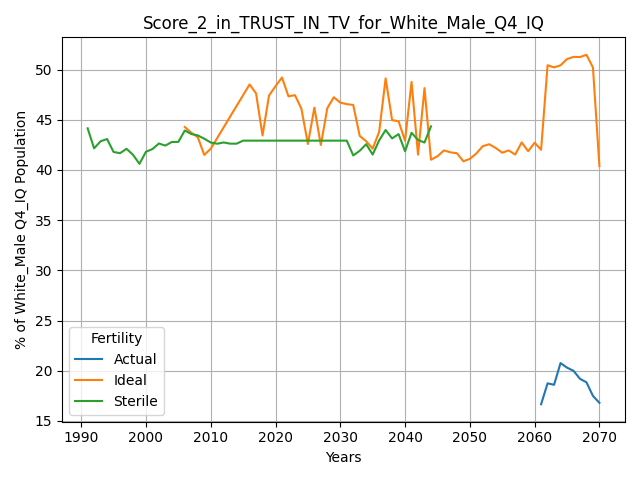 Score_2_in_TRUST_IN_TV_for_White_Male_Q4_IQ
% of White_Male Q4_IQ Population
50
45
40
35
30
25
20
15
Fertility
Actual
Ideal
Sterile
1990 2000 2010 2020 2030 2040 2050 2060 2070
Years